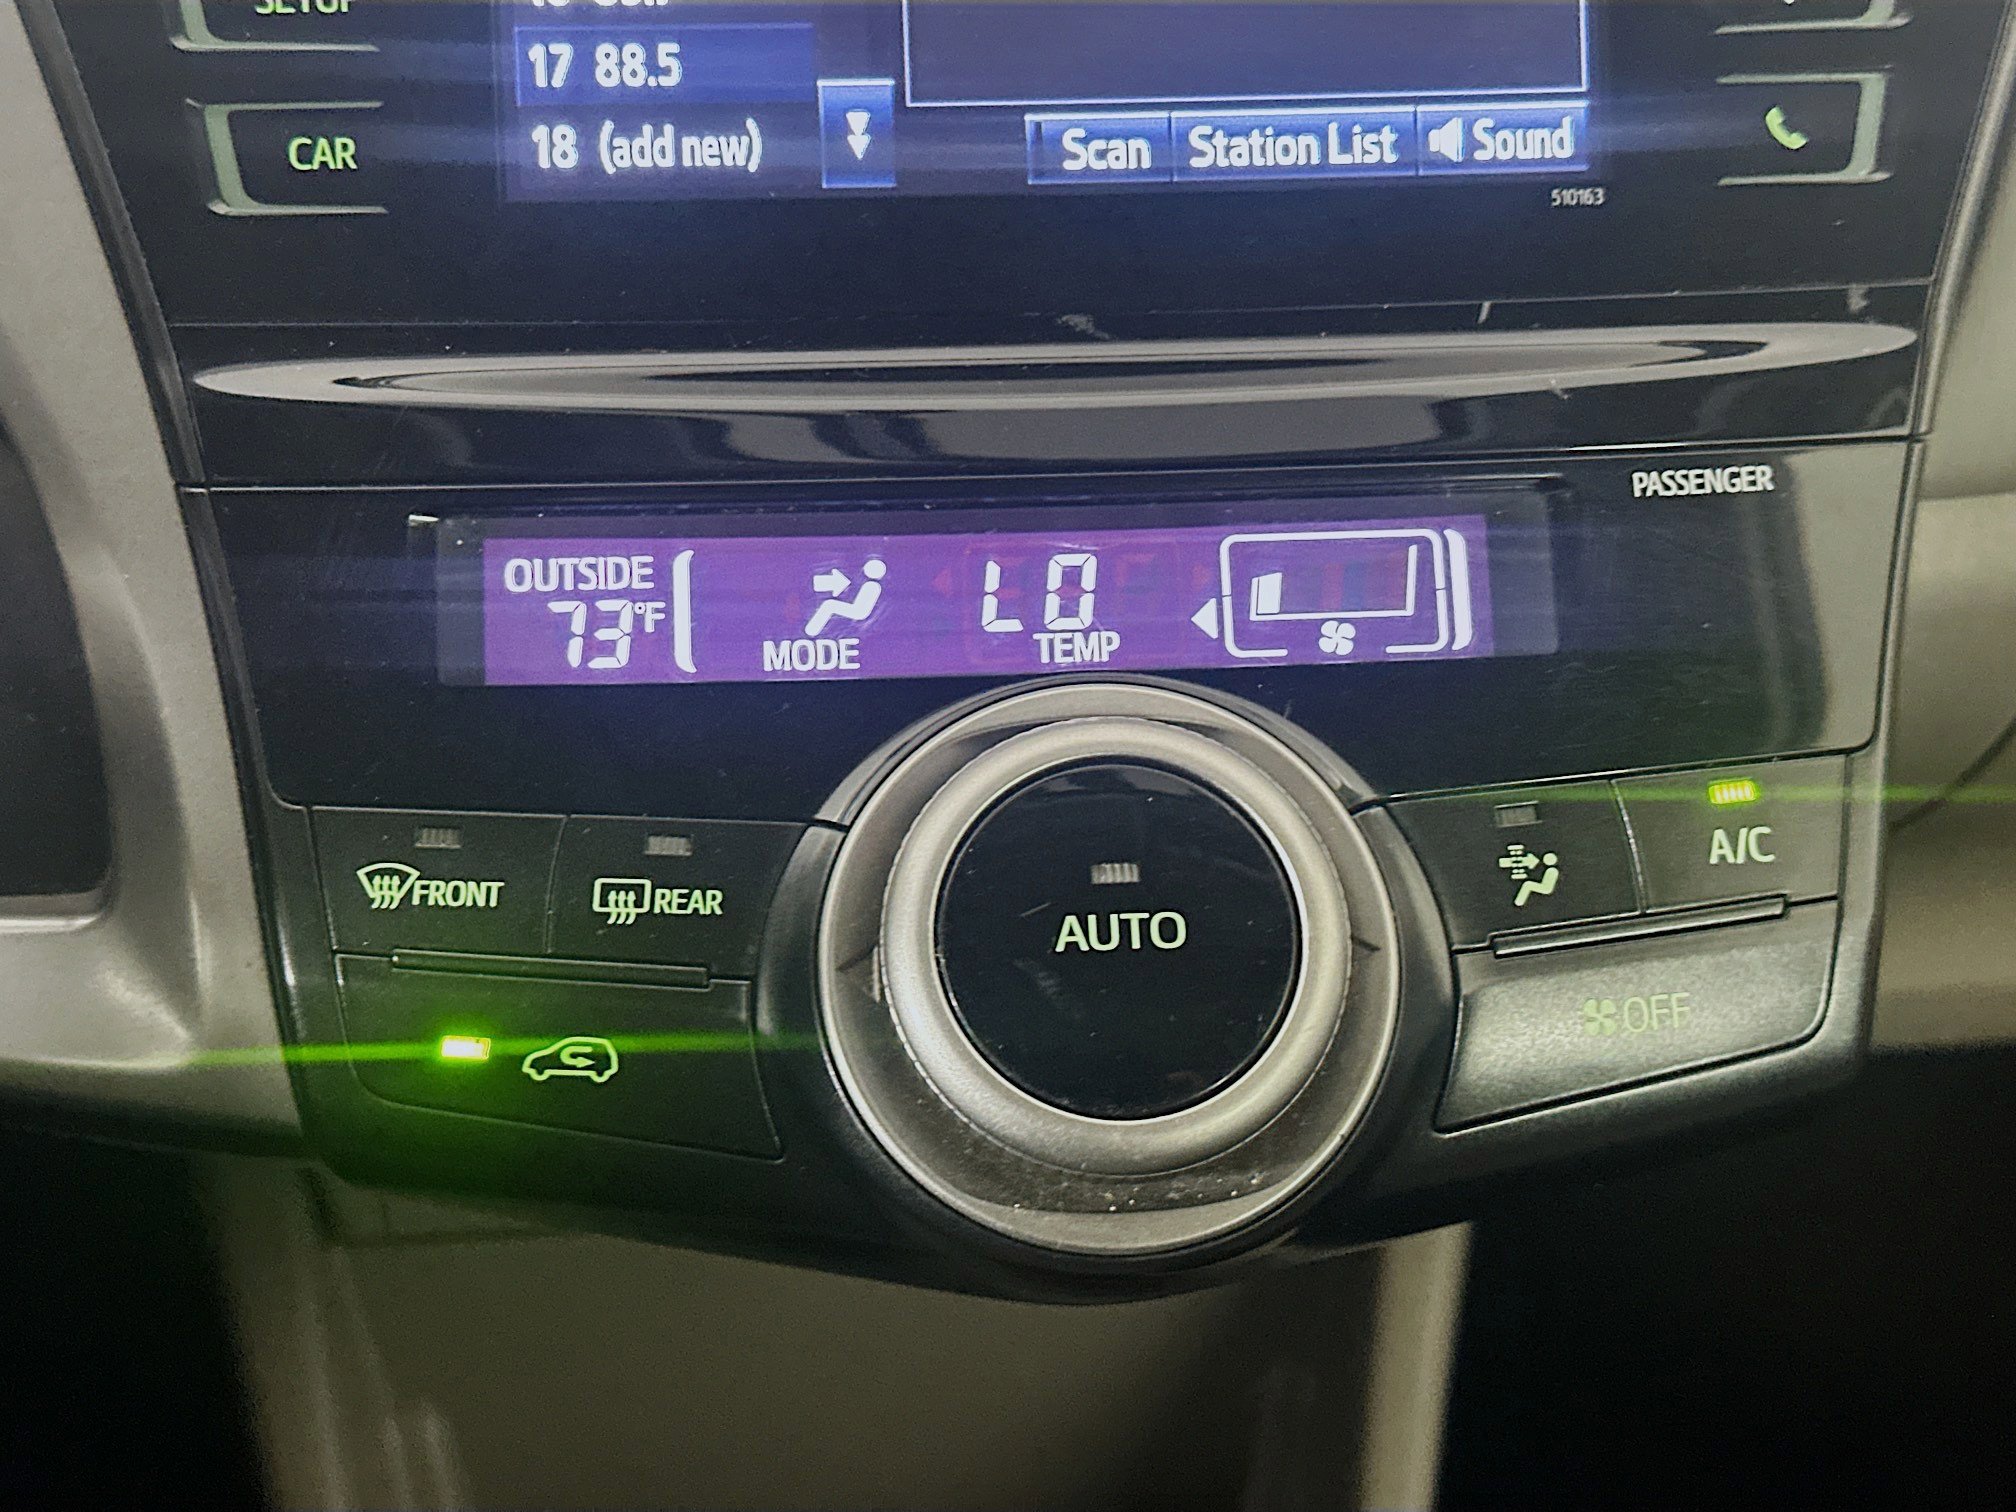 SETUP
17 88.5
18 (add new)
CAR
Scan
Station List
Sound
510163
PASSENGER
OUTSIDE
73°F
MODE
LO
TEMP
FRONT
REAR
AUTO
A/C
OFF